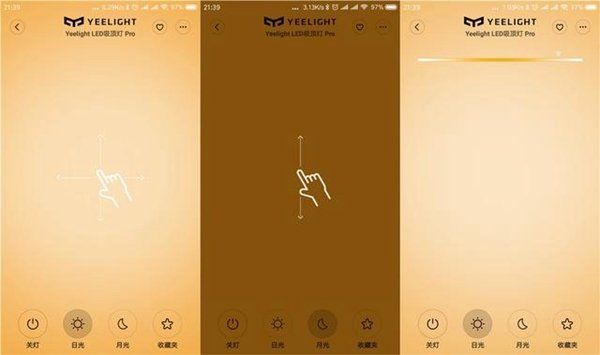 21:39
... 6.29K/s 97%
YEELIGHT
Yeelight LED吸顶灯 Pro
关灯
日光
月光
收藏夹
21:39
... 3.13K/s 97%
YEELIGHT
Yeelight LED吸顶灯 Pro
关灯
日光
月光
收藏夹
21:39
... 7.03K/s 97%
YEELIGHT
Yeelight LED吸顶灯 Pro
关灯
日光
月光
收藏夹